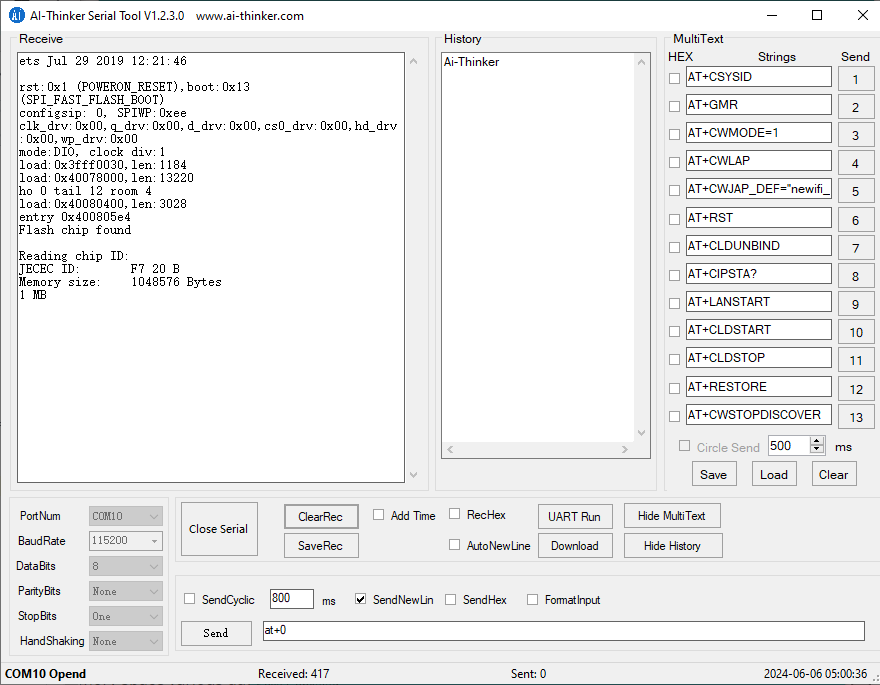 AI-Thinker Serial Tool V1.2.3.0 www.ai-thinker.com
Receive
ets Jul 29 2019 12:21:46
rst:0x1 (POWERON_RESET),boot:0x13
(SPI_FAST_FLASH_BOOT)
configsip: 0, SPIWP:0xee
clk_drv:0x00,q_drv:0x00,d_drv:0x00,cs0_drv:0x00,hd_drv
:0x00,wp_drv:0x00
mode:DIO, clock div:1
load:0x3fff0030,len:1184
load:0x40078000,len:13220
ho 0 tail 12 room 4
load:0x40080400,len:3028
entry 0x400805e4
Flash chip found
Reading chip ID:
JECEC ID: F7 20 B
Memory size: 1048576 Bytes
1 MB
History
Ai-Thinker
MultiText
HEX Strings Send
AT+CSYSID 1
AT+GMR 2
AT+CWMODE=1 3
AT+CWLAP 4
AT+CWJAP_DEF="newifi_ 5
AT+RST 6
AT+CLDUNBIND 7
AT+CIPSTA? 8
AT+LANSTART 9
AT+CLDSTART 10
AT+CLDSTOP 11
AT+RESTORE 12
AT+CWSTOPDISCOVER 13
Circle Send 500 ms
Save Load Clear
PortNum COM10
BaudRate 115200
DataBits 8
ParityBits None
StopBits One
HandShaking None
Close Serial
ClearRec Add Time RecHex UART Run Hide MultiText
SaveRec AutoNewLine Download Hide History
SendCyclic 800 ms SendNewLin SendHex FormatInput
Send at+0
COM10 Opend Received: 417 Sent: 0 2024-06-06 05:00:36